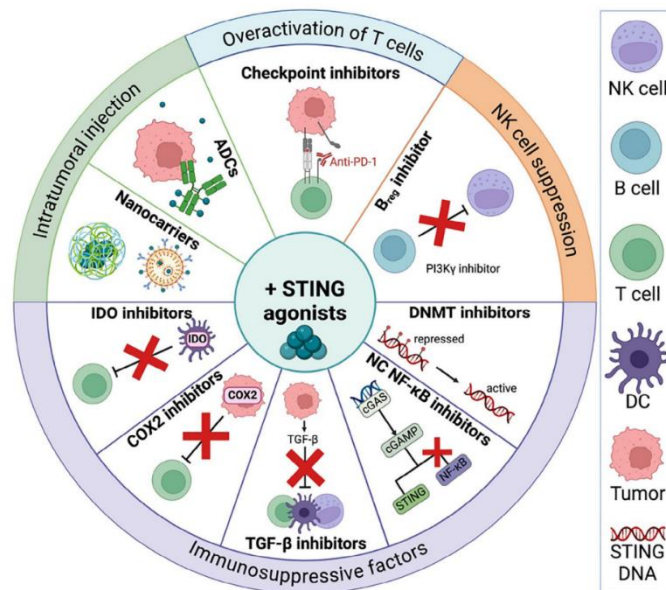 Overactivation of T cells
Intratumoral injection
NK cell suppression
Immunosuppressive factors
Checkpoint inhibitors
Anti-PD-1
ADCs
Nanocarriers
B reg inhibitor
PI3Kγ inhibitor
+ STING
agonists
IDO inhibitors
IDO
COX2 inhibitors
COX2
TGF-β
TGF-β inhibitors
NC NF-κB inhibitors
cGAS
cGAMP
STING
NF-κB
DNMT inhibitors
repressed
active
NK cell
B cell
T cell
DC
Tumor
STING
DNA